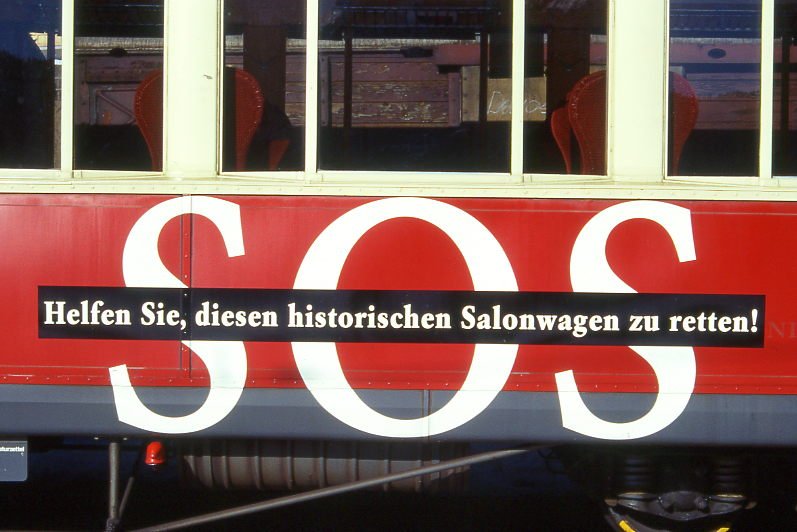 SOS
Helfen Sie, diesen historischen Salonwagen zu retten!